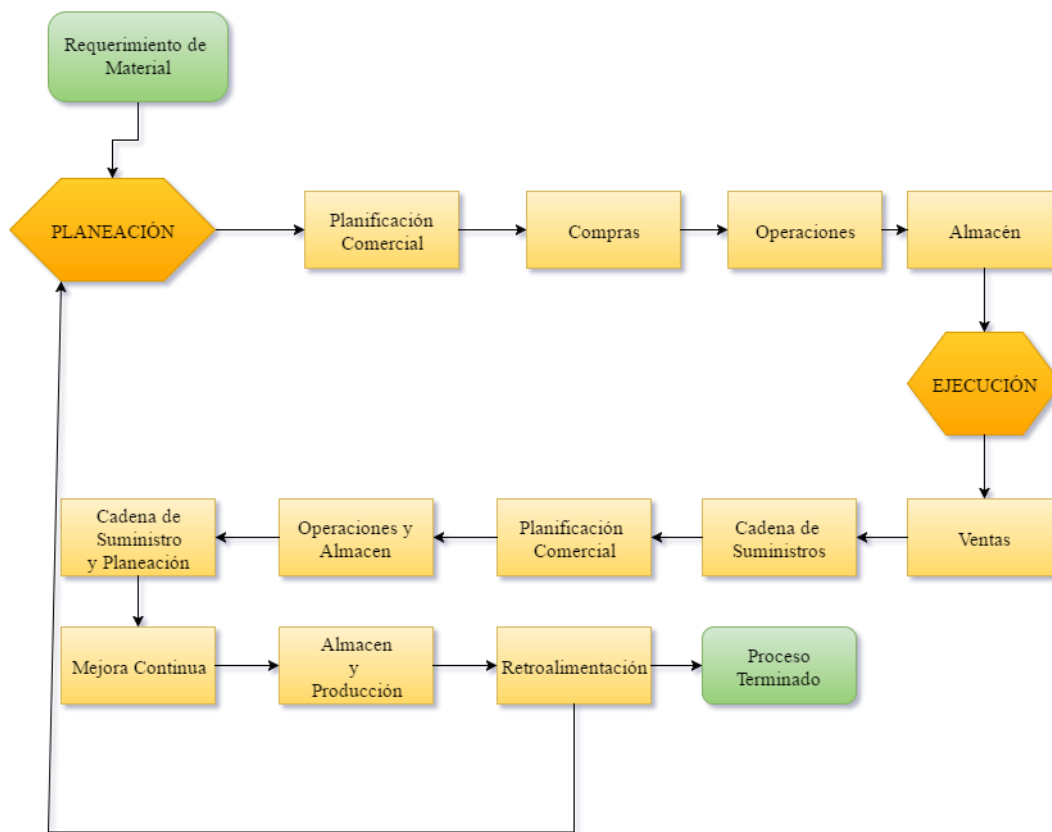 Requerimiento de
Material
PLANEACIÓN
Planificación
Comercial
Compras
Operaciones
Almacén
EJECUCIÓN
Ventas
Cadena de
Suministros
Planificación
Comercial
Operaciones y
Almacen
Cadena de
Suministro
y Planeación
Mejora Continua
Almacen
y
Producción
Retroalimentación
Proceso
Terminado